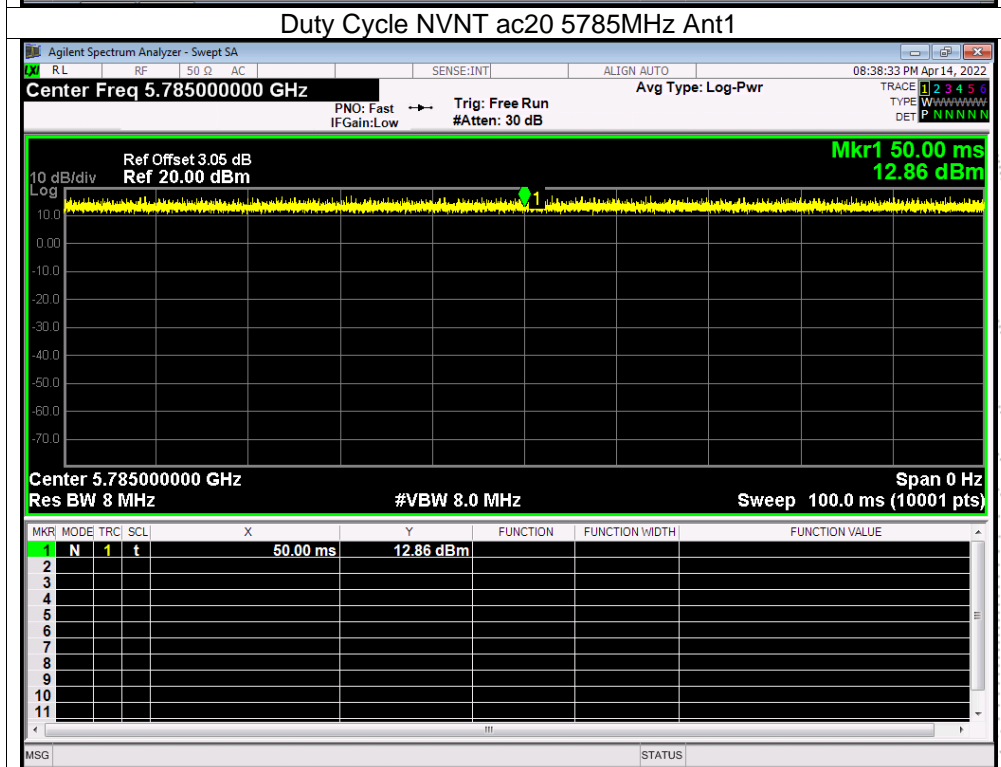 Duty Cycle NVNT ac20 5785MHz Ant1
Agilent Spectrum Analyzer - Swept SA
LXI RL RF 50 Ω AC SENSE:INT ALIGN AUTO 08:38:33 PM Apr 14, 2022
Center Freq 5.785000000 GHz Avg Type: Log-Pwr TRACE 1 2 3 4 5 6
PNO: Fast Trig: Free Run TYPE WWWWWW
IFGain:Low #Atten: 30 dB DET P N N N N N
Mkr1 50.00 ms
Ref Offset 3.05 dB
10 dB/div Ref 20.00 dBm 12.86 dBm
Log
1
10.0
0.00
-10.0
-20.0
-30.0
-40.0
-50.0
-60.0
-70.0
Center 5.785000000 GHz Span 0 Hz
Res BW 8 MHz #VBW 8.0 MHz Sweep 100.0 ms (10001 pts)
MKR MODE TRC SCL X Y FUNCTION FUNCTION WIDTH FUNCTION VALUE
1 N 1 t 50.00 ms 12.86 dBm
2
3
4
5
6
7
8
9
10
11
MSG STATUS